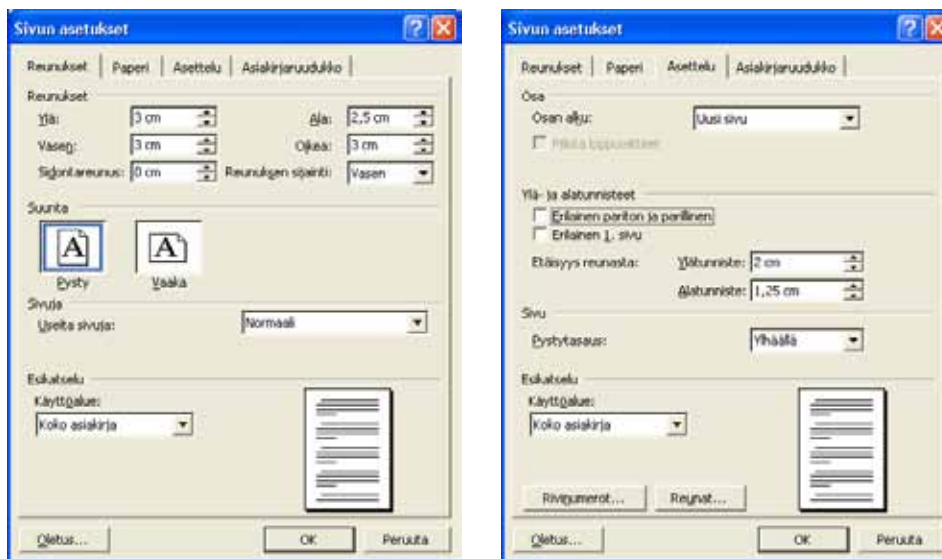 Sivun asetukset
Reunukset Paperi Asettelu Asiakirjaruudukko
Reunukset
Ylä: 3 cm Ala: 2,5 cm
Vasen: 3 cm Oikea: 3 cm
Sidontareunus: 0 cm Reunuksen sijainti: Vasen
Suunta
A A
Pysty Vaaka
Sivuja
Useita sivuja: Normaali
Esikatselu
Käyttöalue:
Koko asiakirja
Oletus... OK Peruuta
Sivun asetukset
Reunukset Paperi Asettelu Asiakirjaruudukko
Osa
Osan alku: Uusi sivu
Piilota loppuviitteet
Ylä- ja alatunnisteet
Erilainen pariton ja parillinen
Erilainen 1. sivu
Etäisyys reunasta: Ylätunniste: 2 cm
Alatunniste: 1,25 cm
Sivu
Pystytasaus: Ylhäällä
Esikatselu
Käyttöalue:
Koko asiakirja
Rivinumerot... Reunat...
Oletus... OK Peruuta